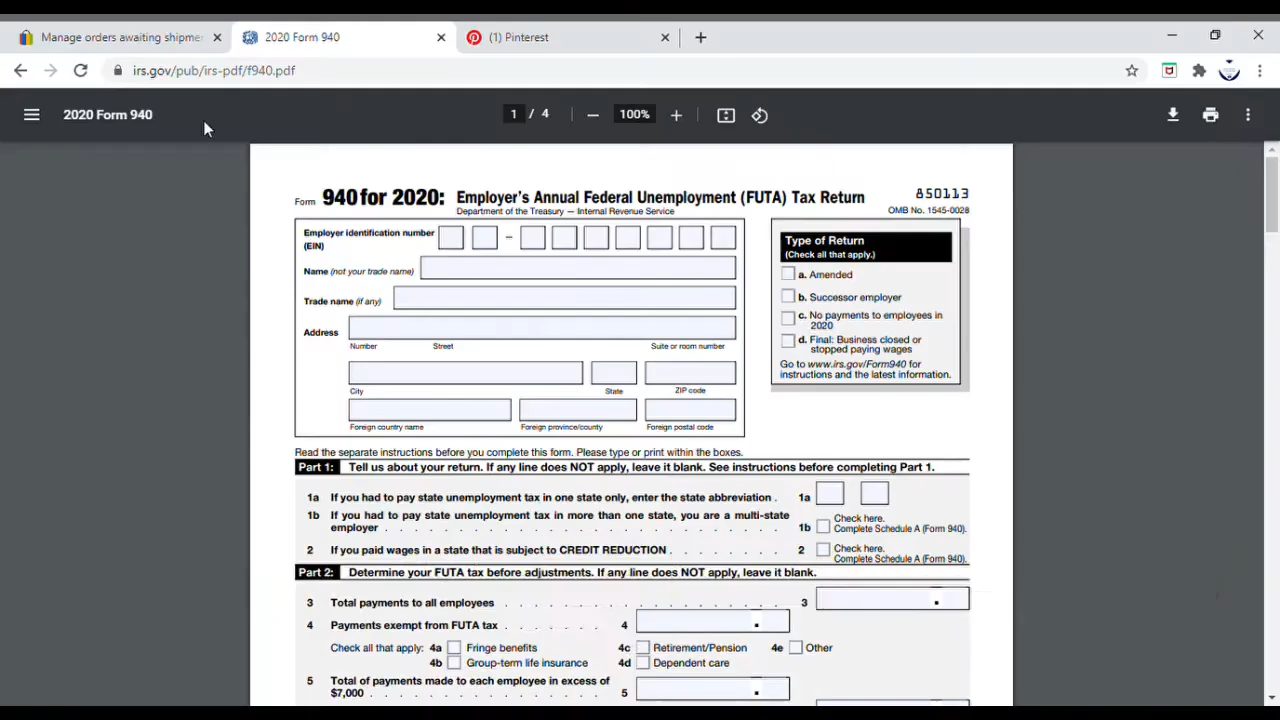 Manage orders awaiting shipme
2020 Form 940
(1) Pinterest
irs.gov/pub/irs-pdf/f940.pdf
2020 Form 940
1 / 4
100%
Form 940 for 2020: Employer's Annual Federal Unemployment (FUTA) Tax Return
850113
Department of the Treasury — Internal Revenue Service
OMB No. 1545-0028
Employer identification number
(EIN)
–
Name (not your trade name)
Trade name (if any)
Address
Number Street Suite or room number
City State ZIP code
Foreign country name Foreign province/county Foreign postal code
Type of Return
(Check all that apply.)
a. Amended
b. Successor employer
c. No payments to employees in
2020
d. Final: Business closed or
stopped paying wages
Go to www.irs.gov/Form940 for
instructions and the latest information.
Read the separate instructions before you complete this form. Please type or print within the boxes.
Part 1: Tell us about your return. If any line does NOT apply, leave it blank. See instructions before completing Part 1.
1a If you had to pay state unemployment tax in one state only, enter the state abbreviation . 1a
1b If you had to pay state unemployment tax in more than one state, you are a multi-state
employer . . . . . . . . . . . . . . . . . . . 1b
Check here.
Complete Schedule A (Form 940).
2 If you paid wages in a state that is subject to CREDIT REDUCTION . . . . . . 2
Check here.
Complete Schedule A (Form 940).
Part 2: Determine your FUTA tax before adjustments. If any line does NOT apply, leave it blank.
3 Total payments to all employees . . . . . . . . . . . . . . 3 .
4 Payments exempt from FUTA tax . . . . . . 4 .
Check all that apply: 4a Fringe benefits 4c Retirement/Pension 4e Other
4b Group-term life insurance 4d Dependent care
5 Total of payments made to each employee in excess of
$7,000 . . . . . . . . . . . . 5 .